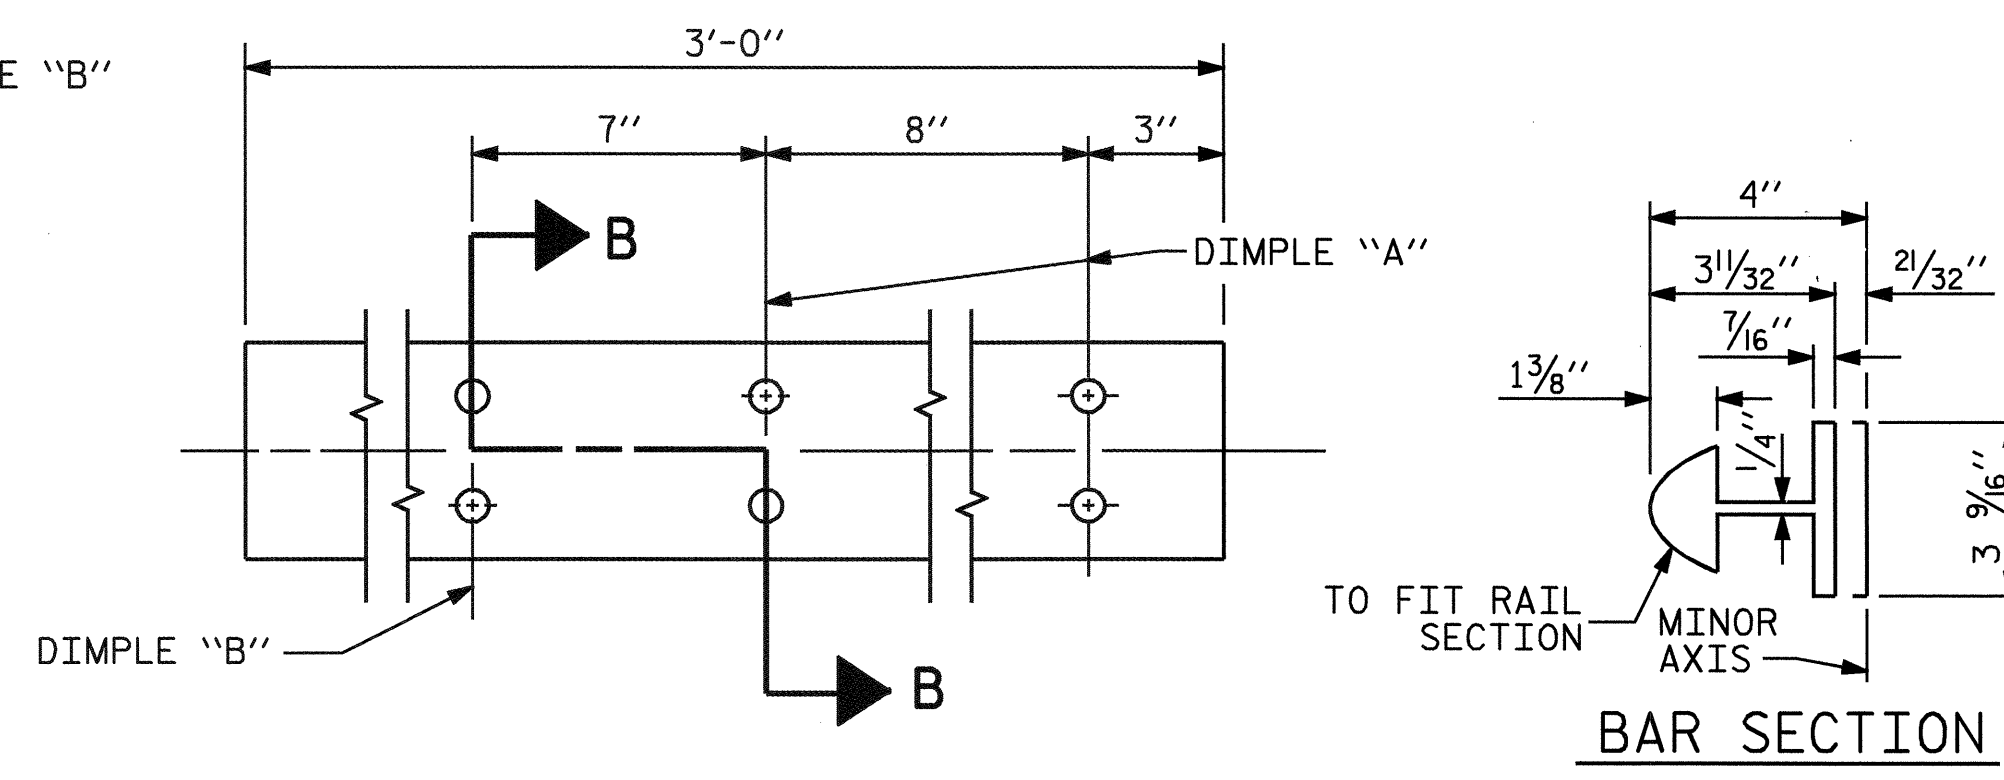 E "B"
3'-0"
7"
8"
3"
B
DIMPLE "A"
DIMPLE "B"
B
4"
3 11/32"
21/32"
7/16"
1 3/8"
1/4"
3 9/16"
TO FIT RAIL
SECTION
MINOR
AXIS
BAR SECTION